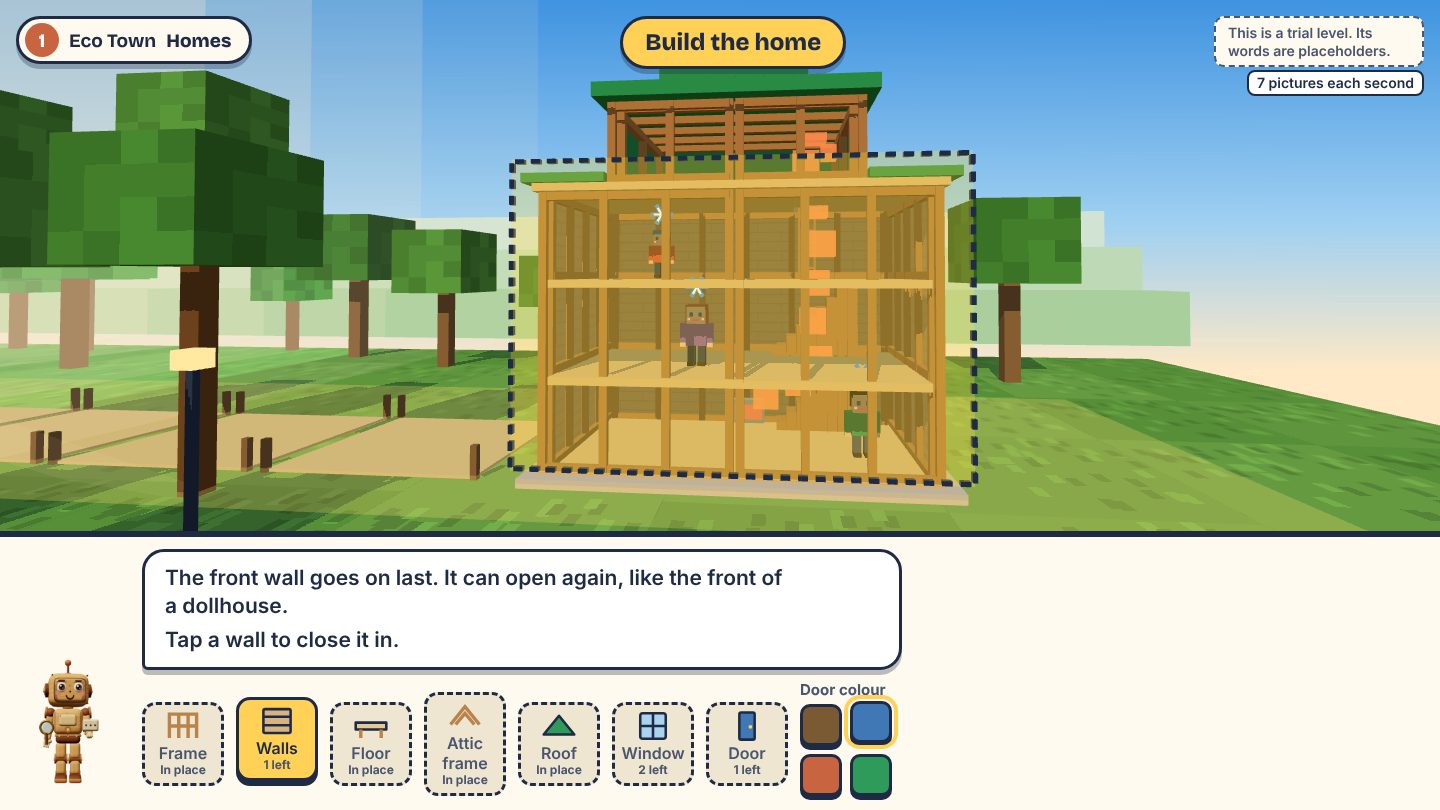 1 Eco Town Homes
Build the home
This is a trial level. Its
words are placeholders.
7 pictures each second
The front wall goes on last. It can open again, like the front of
a dollhouse.
Tap a wall to close it in.
Door colour
Frame
In place
Walls
1 left
Floor
In place
Attic
frame
In place
Roof
In place
Window
2 left
Door
1 left